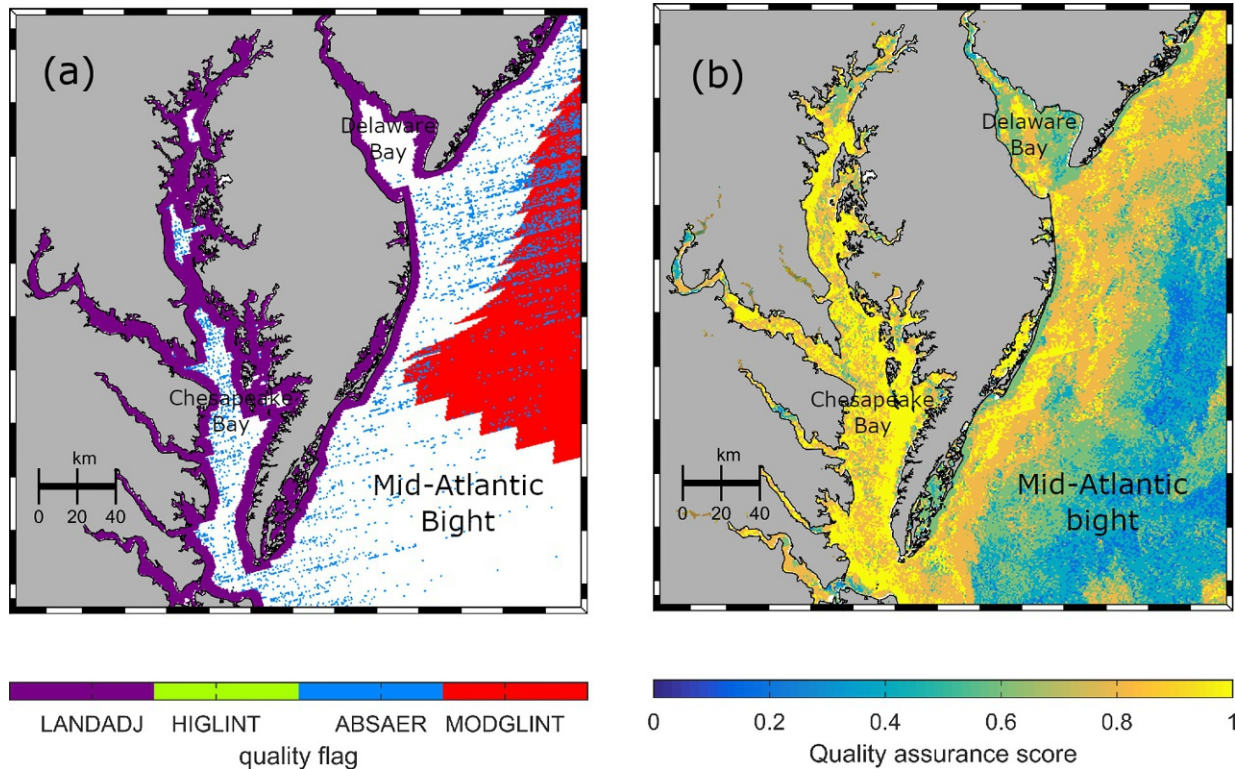 (a)
Delaware
Bay
Chesapeake
Bay
km
0 20 40
Mid-Atlantic
Bight
LANDADJ HIGLINT ABSAER MODGLINT
quality flag
(b)
Delaware
Bay
Chesapeake
Bay
km
0 20 40
Mid-Atlantic
bight
0 0.2 0.4 0.6 0.8 1
Quality assurance score